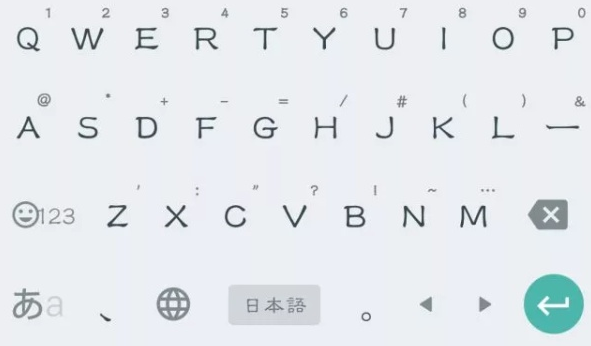 1 2 3 4 5 6 7 8 9 0
Q W E R T Y U I O P
@ * + - = / # ( ) &
A S D F G H J K L ー
' : " ? ! ~ …
123 Z X C V B N M
あa 、 日本語 。